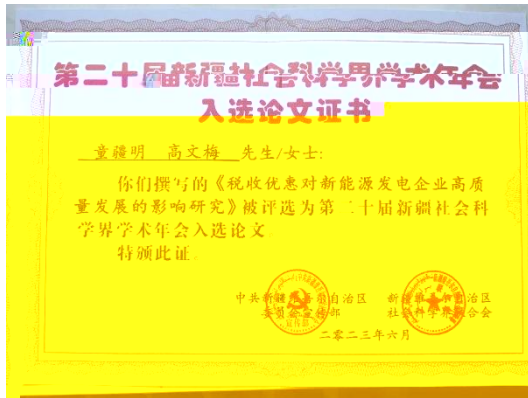 第二十届新疆社会科学界学术年会
入选论文证书
童疆明 高文梅 先生/女士:
你们撰写的《税收优惠对新能源发电企业高质
量发展的影响研究》被评选为第二十届新疆社会科
学界学术年会入选论文
特颁此证
中共新疆维吾尔自治区 新疆维吾尔自治区
委员会宣传部 社会科学界联合会
二〇二三年六月